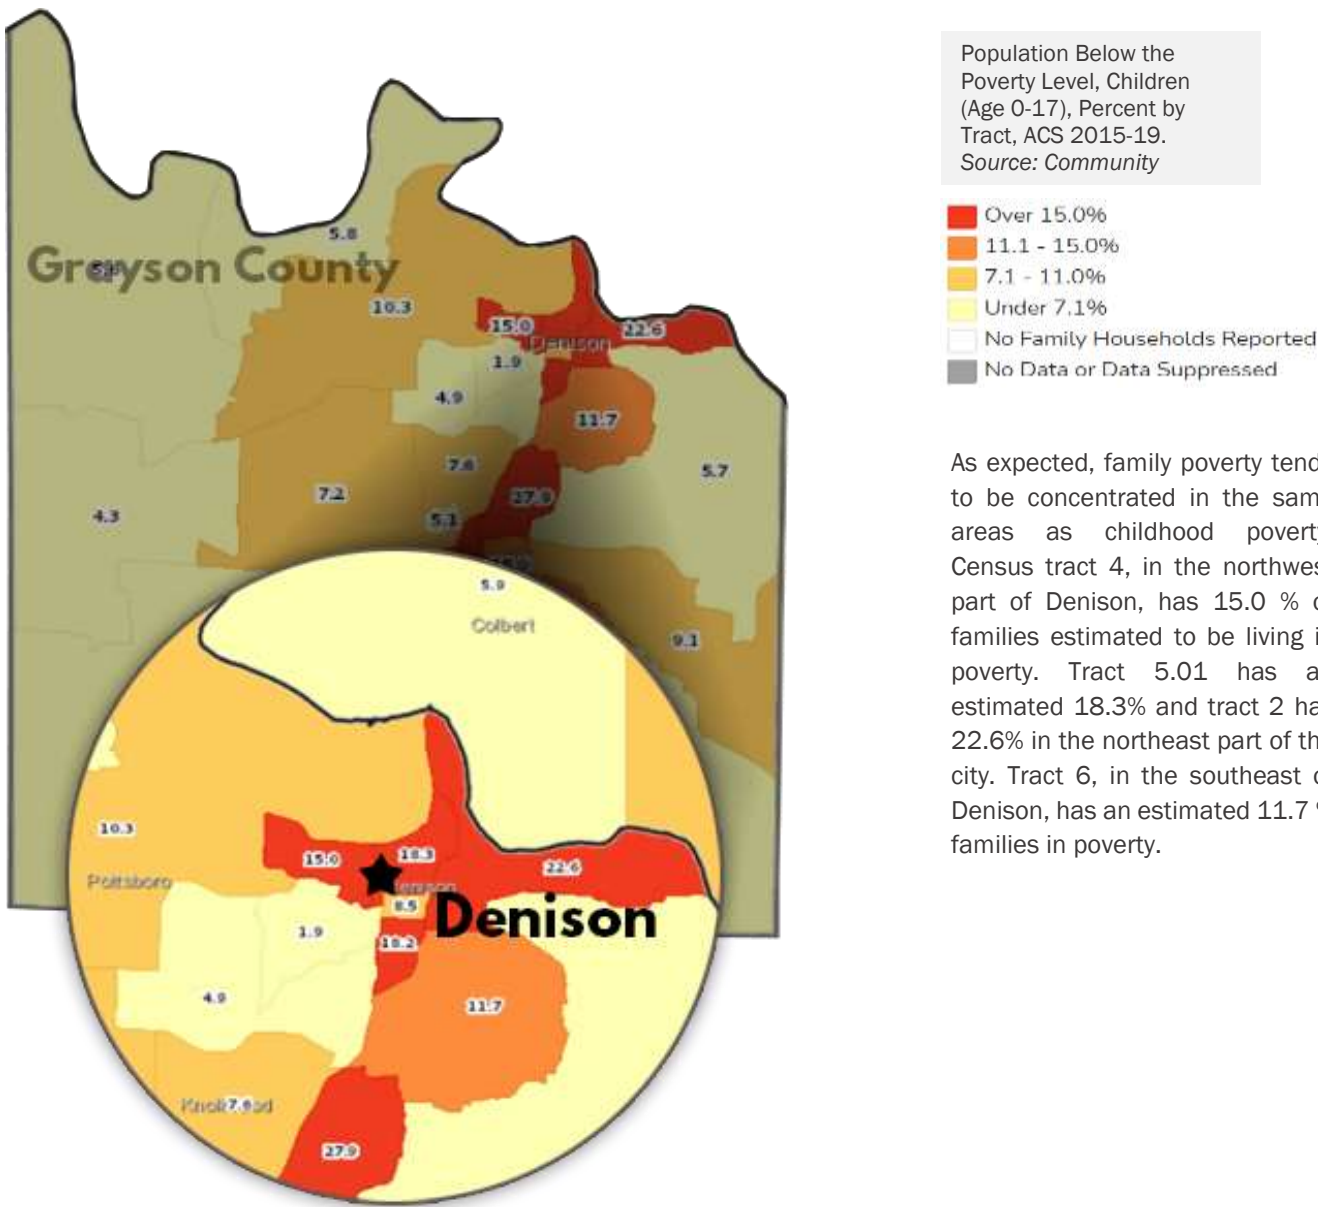 Population Below the
Poverty Level, Children
(Age 0-17), Percent by
Tract, ACS 2015-19.
Source: Community
Over 15.0%
11.1 - 15.0%
7.1 - 11.0%
Under 7.1%
No Family Households Reported
No Data or Data Suppressed
As expected, family poverty tend
to be concentrated in the sam
areas as childhood povert
Census tract 4, in the northwes
part of Denison, has 15.0 % o
families estimated to be living i
poverty. Tract 5.01 has a
estimated 18.3% and tract 2 ha
22.6% in the northeast part of th
city. Tract 6, in the southeast o
Denison, has an estimated 11.7 %
families in poverty.
Grayson County
5.8
10.3
15.0
22.6
Denison
1.9
4.9
11.7
7.6
5.7
7.2
27.9
4.3
5.1
9.1
5.9
Colbert
10.3
15.0
18.3
22.6
Pottsboro
8.5
Denison
1.9
18.2
4.9
11.7
7.6
27.9